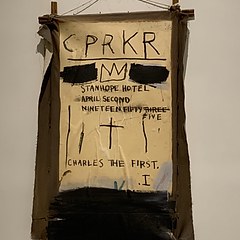 CPRKR
STANHOPE HOTEL
APRIL SECOND
NINETEEN FIFTY THREE
FIVE
CHARLES THE FIRST.
.I